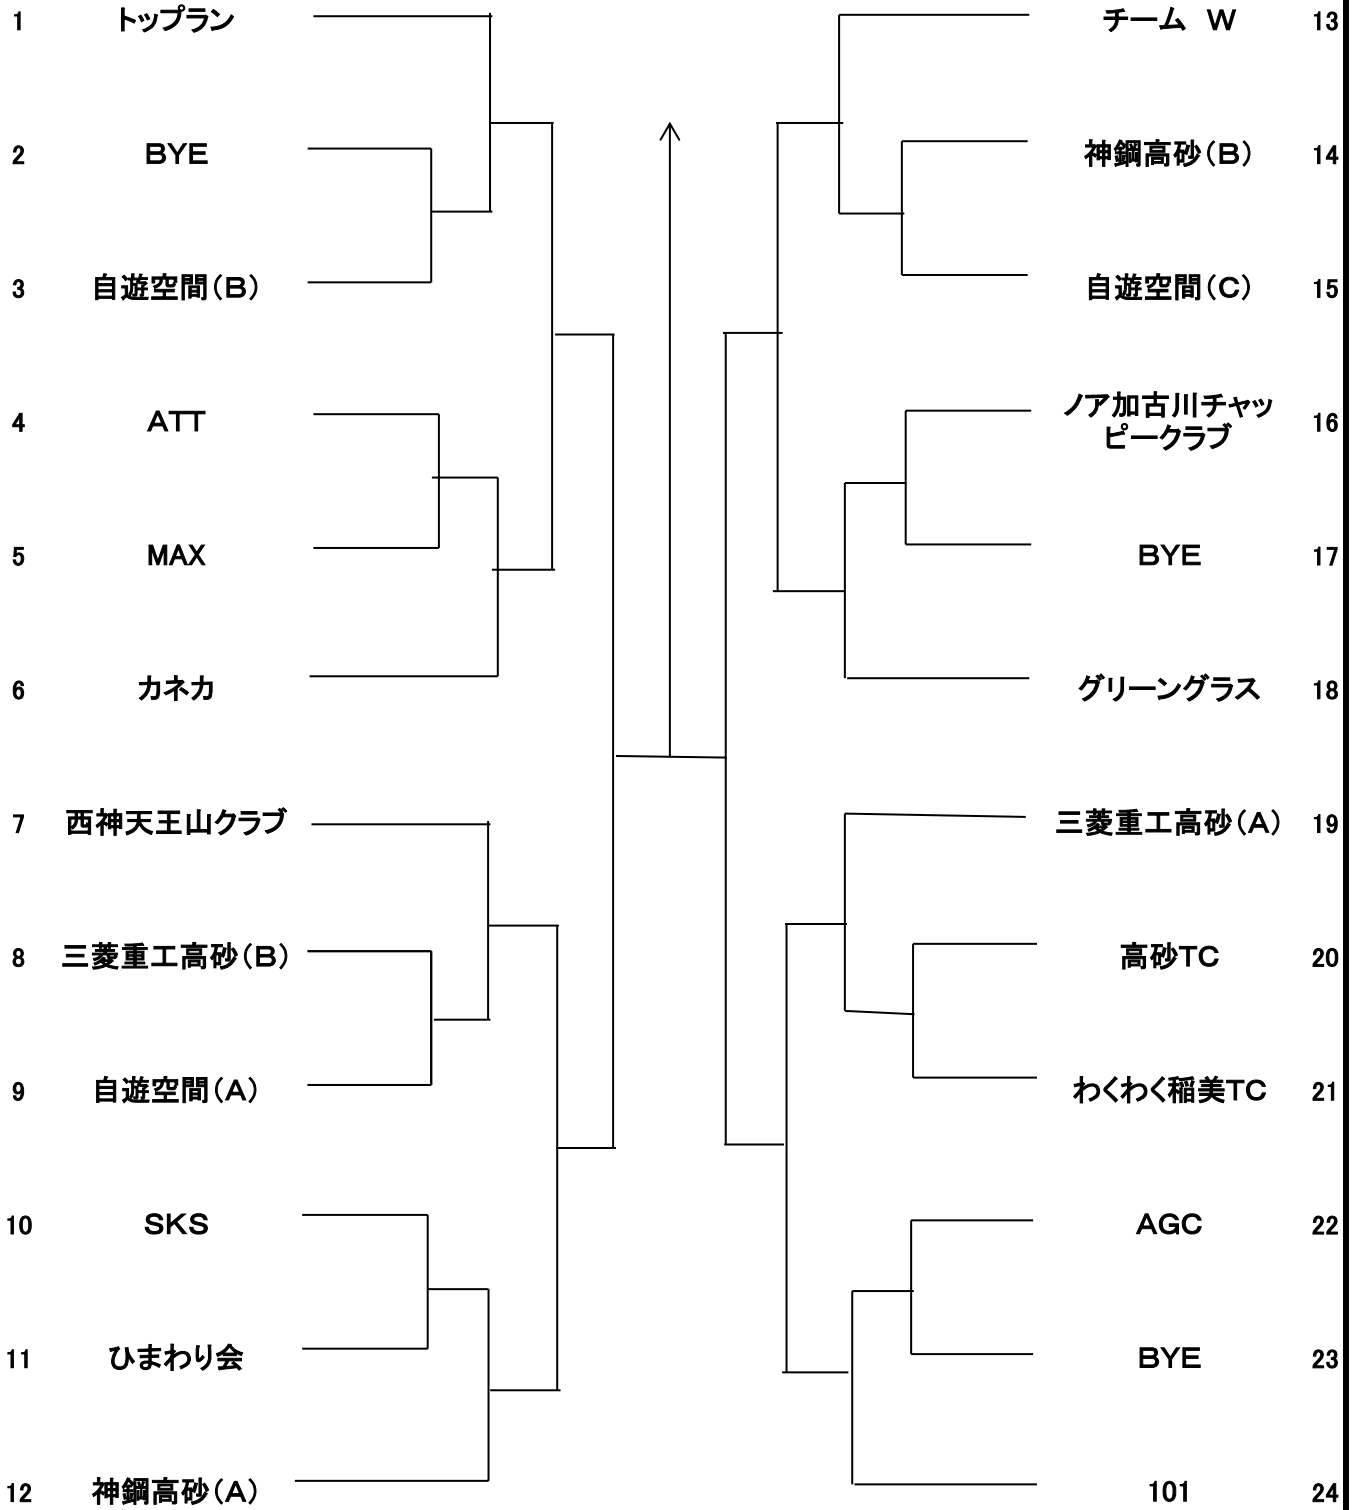 1 トップラン
2 BYE
3 自遊空間(B)
4 ATT
5 MAX
6 カネカ
7 西神天王山クラブ
8 三菱重工高砂(B)
9 自遊空間(A)
10 SKS
11 ひまわり会
12 神鋼高砂(A)
チーム　W 13
神鋼高砂(B) 14
自遊空間(C) 15
ノア加古川チャッ
ピークラブ 16
BYE 17
グリーングラス 18
三菱重工高砂(A) 19
高砂TC 20
わくわく稲美TC 21
AGC 22
BYE 23
101 24